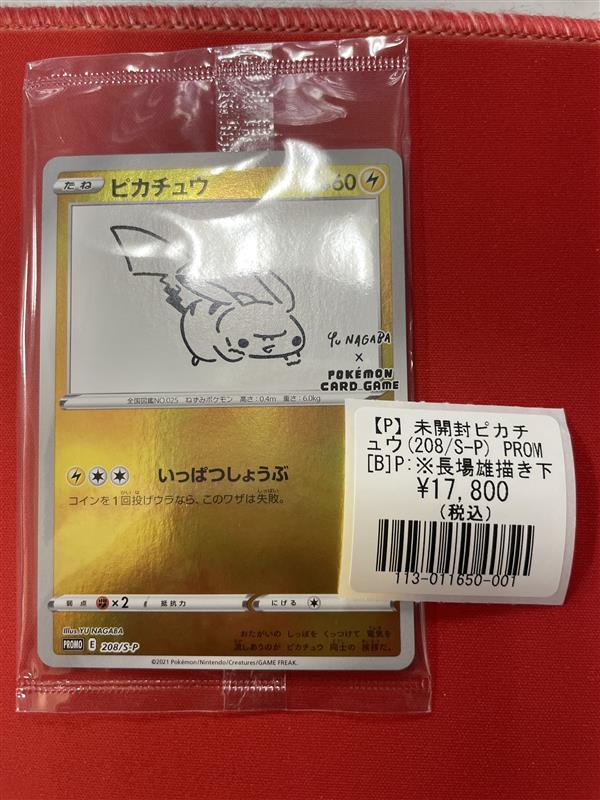 たね ピカチュウ 60
Yu NAGABA
×
POKÉMON
CARD GAME
全国図鑑NO.025 ねずみポケモン 高さ:0.4m 重さ:6.0kg
いっぱつしょうぶ
コインを1回投げウラなら、このワザは失敗。
弱点 ×2 抵抗力 にげる
Illus. YU NAGABA
PROMO E 208/S-P
おたがいの しっぽを くっつけて 電気を
流しあうのが ピカチュウ 同士の 挨拶だ。
©2021 Pokémon/Nintendo/Creatures/GAME FREAK.
【P】未開封ピカチ
ュウ(208/S-P) PROM
[B]P:※長場雄描き下
¥17,800
(税込)
113-011650-001